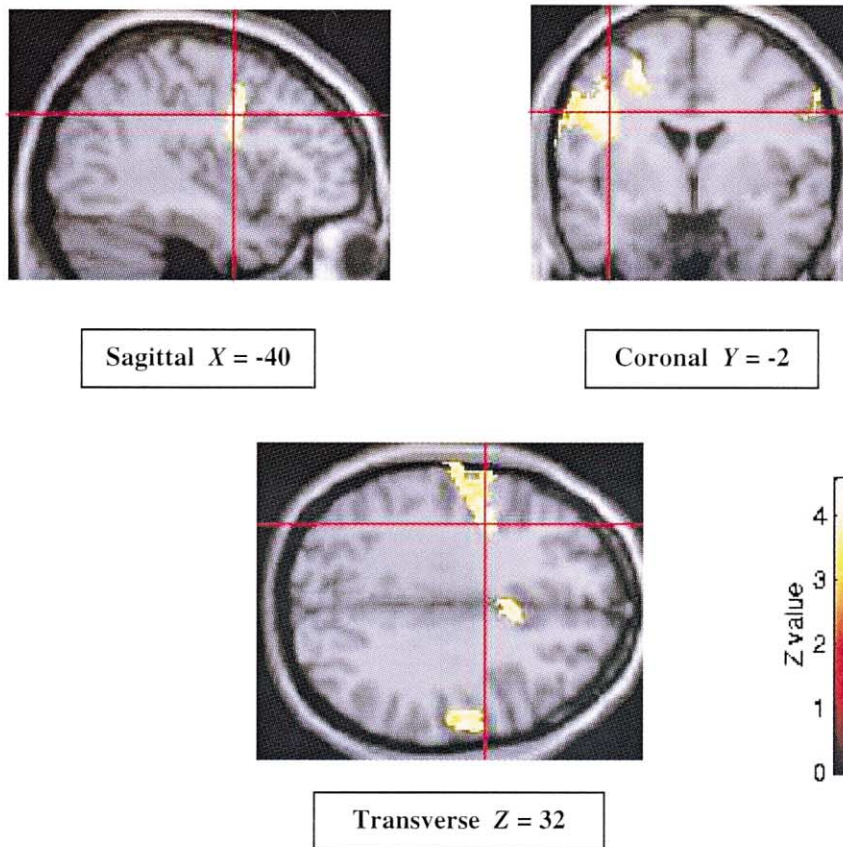 Sagittal X = -40
Coronal Y = -2
4
3
2
1
0
Z value
Transverse Z = 32